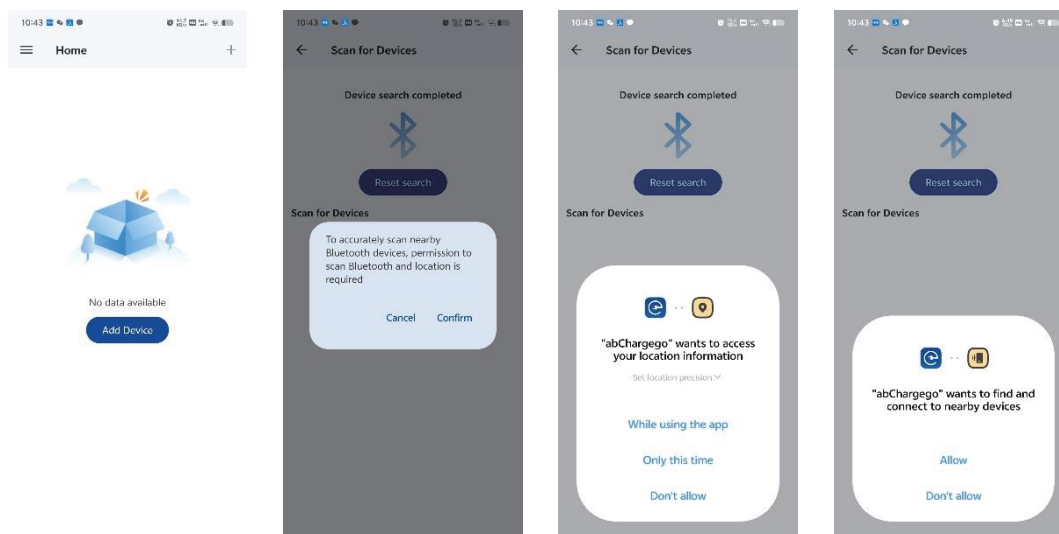 10:43
Home
No data available
Add Device
10:43
Scan for Devices
Device search completed
Reset search
Scan for Devices
To accurately scan nearby
Bluetooth devices, permission to
scan Bluetooth and location is
required
Cancel Confirm
10:43
Scan for Devices
Device search completed
Reset search
Scan for Devices
"abChargego" wants to access
your location information
Set location precision
While using the app
Only this time
Don't allow
10:43
Scan for Devices
Device search completed
Reset search
Scan for Devices
"abChargego" wants to find and
connect to nearby devices
Allow
Don't allow